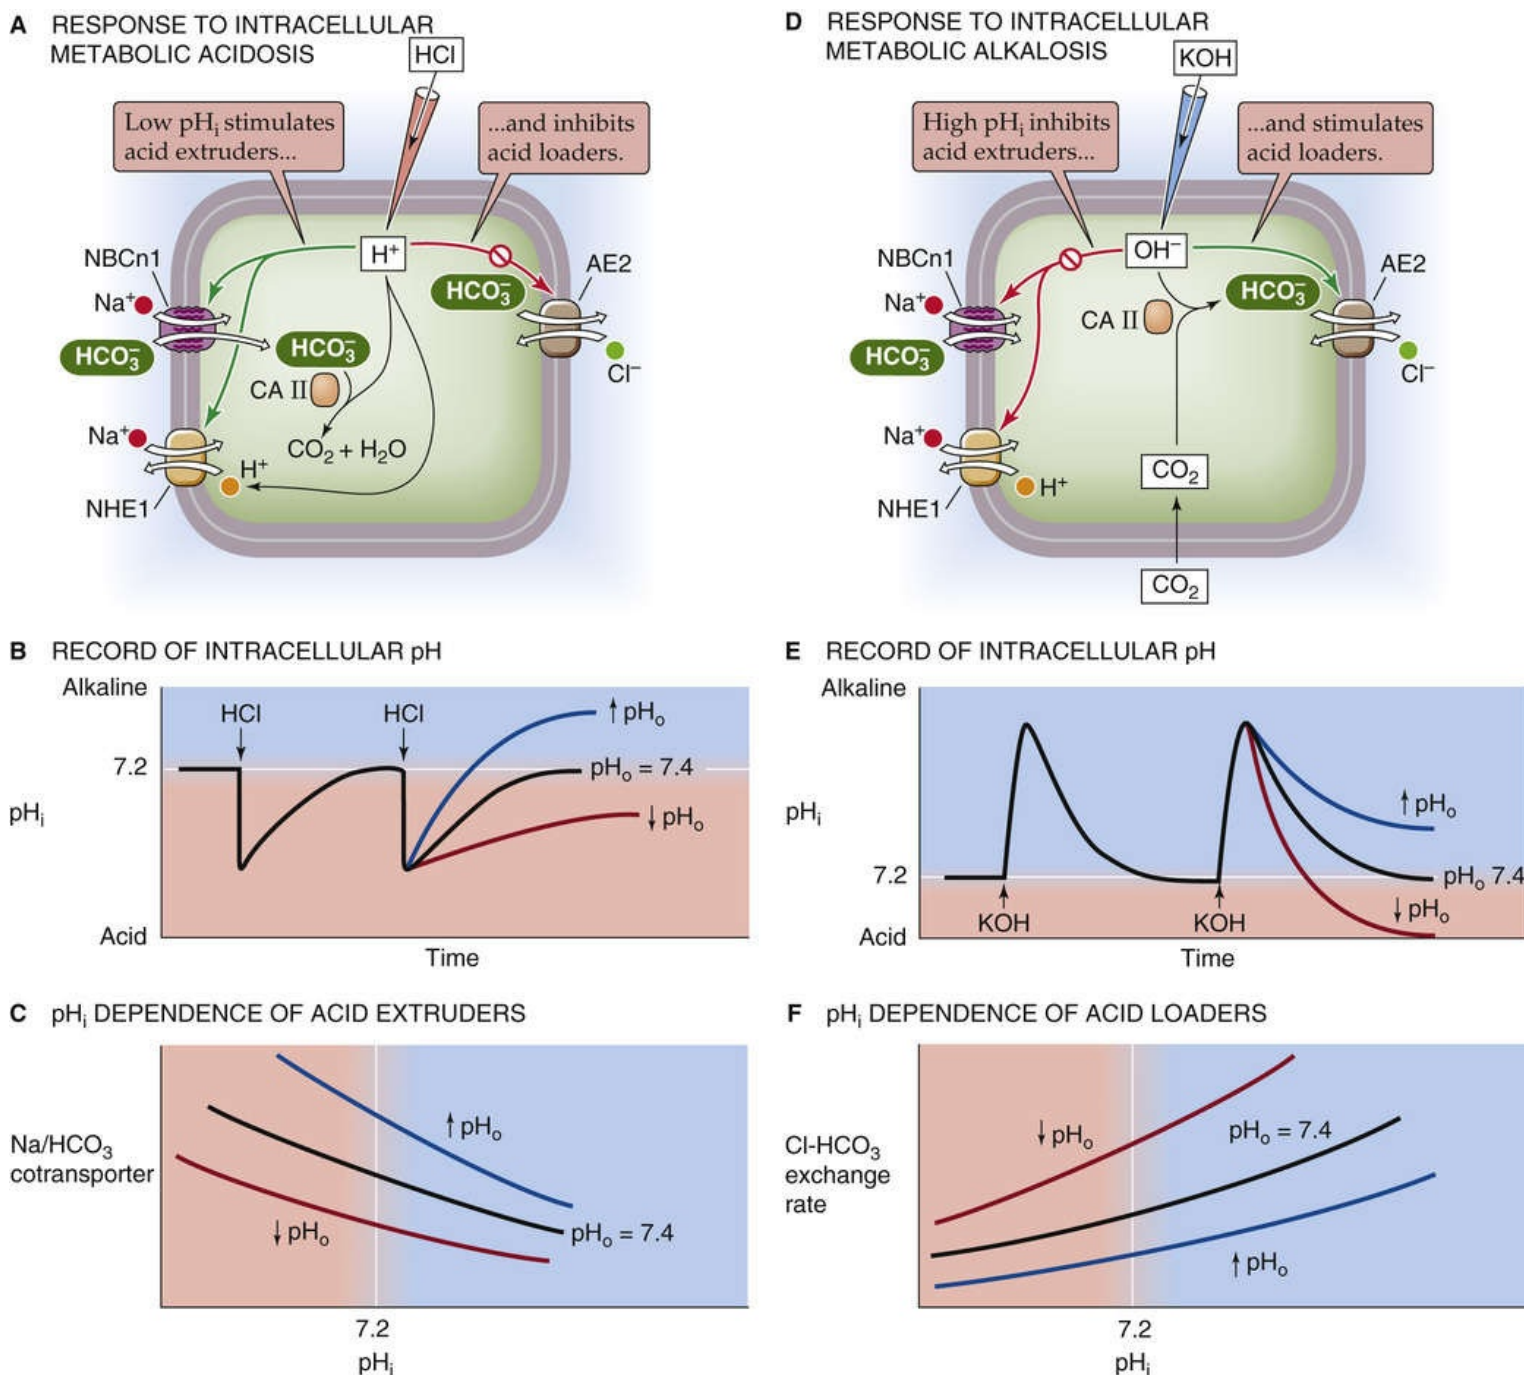 A RESPONSE TO INTRACELLULAR
METABOLIC ACIDOSIS
HCl
Low pHi stimulates
acid extruders...
...and inhibits
acid loaders.
NBCn1
H⁺
AE2
Na⁺
HCO₃⁻
HCO₃⁻
HCO₃⁻
CA II
Cl⁻
Na⁺
CO₂ + H₂O
H⁺
NHE1
D RESPONSE TO INTRACELLULAR
METABOLIC ALKALOSIS
KOH
High pHi inhibits
acid extruders...
...and stimulates
acid loaders.
NBCn1
OH⁻
AE2
Na⁺
HCO₃⁻
CA II
HCO₃⁻
Cl⁻
Na⁺
CO₂
H⁺
NHE1
CO₂
B RECORD OF INTRACELLULAR pH
Alkaline
HCl
HCl
↑ pHo
7.2
pHo = 7.4
pHi
↓ pHo
Acid
Time
E RECORD OF INTRACELLULAR pH
Alkaline
↑ pHo
pHi
7.2
pHo 7.4
↓ pHo
KOH
KOH
Acid
Time
C pHi DEPENDENCE OF ACID EXTRUDERS
↑ pHo
Na/HCO₃
cotransporter
↓ pHo
pHo = 7.4
7.2
pHi
F pHi DEPENDENCE OF ACID LOADERS
↓ pHo
pHo = 7.4
Cl-HCO₃
exchange
rate
↑ pHo
7.2
pHi